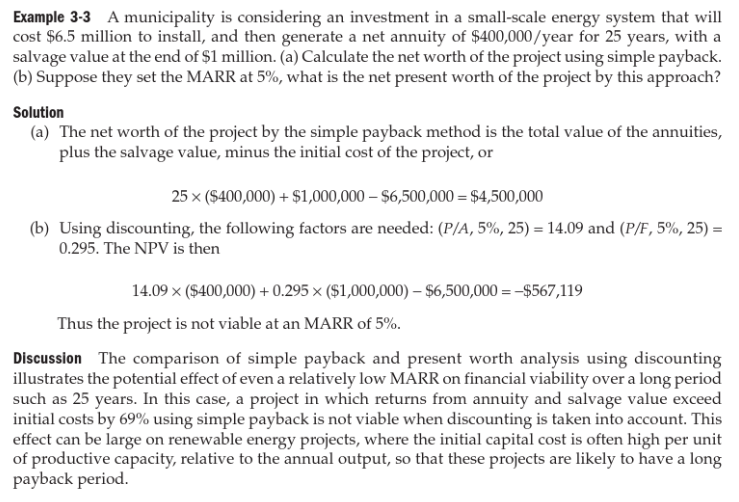 Example 3-3 A municipality is considering an investment in a small-scale energy system that will
cost $6.5 million to install, and then generate a net annuity of $400,000/year for 25 years, with a
salvage value at the end of $1 million. (a) Calculate the net worth of the project using simple payback.
(b) Suppose they set the MARR at 5%, what is the net present worth of the project by this approach?
Solution
(a) The net worth of the project by the simple payback method is the total value of the annuities,
plus the salvage value, minus the initial cost of the project, or
25 × ($400,000) + $1,000,000 – $6,500,000 = $4,500,000
(b) Using discounting, the following factors are needed: (P/A, 5%, 25) = 14.09 and (P/F, 5%, 25) =
0.295. The NPV is then
14.09 × ($400,000) + 0.295 × ($1,000,000) – $6,500,000 = –$567,119
Thus the project is not viable at an MARR of 5%.
Discussion The comparison of simple payback and present worth analysis using discounting
illustrates the potential effect of even a relatively low MARR on financial viability over a long period
such as 25 years. In this case, a project in which returns from annuity and salvage value exceed
initial costs by 69% using simple payback is not viable when discounting is taken into account. This
effect can be large on renewable energy projects, where the initial capital cost is often high per unit
of productive capacity, relative to the annual output, so that these projects are likely to have a long
payback period.